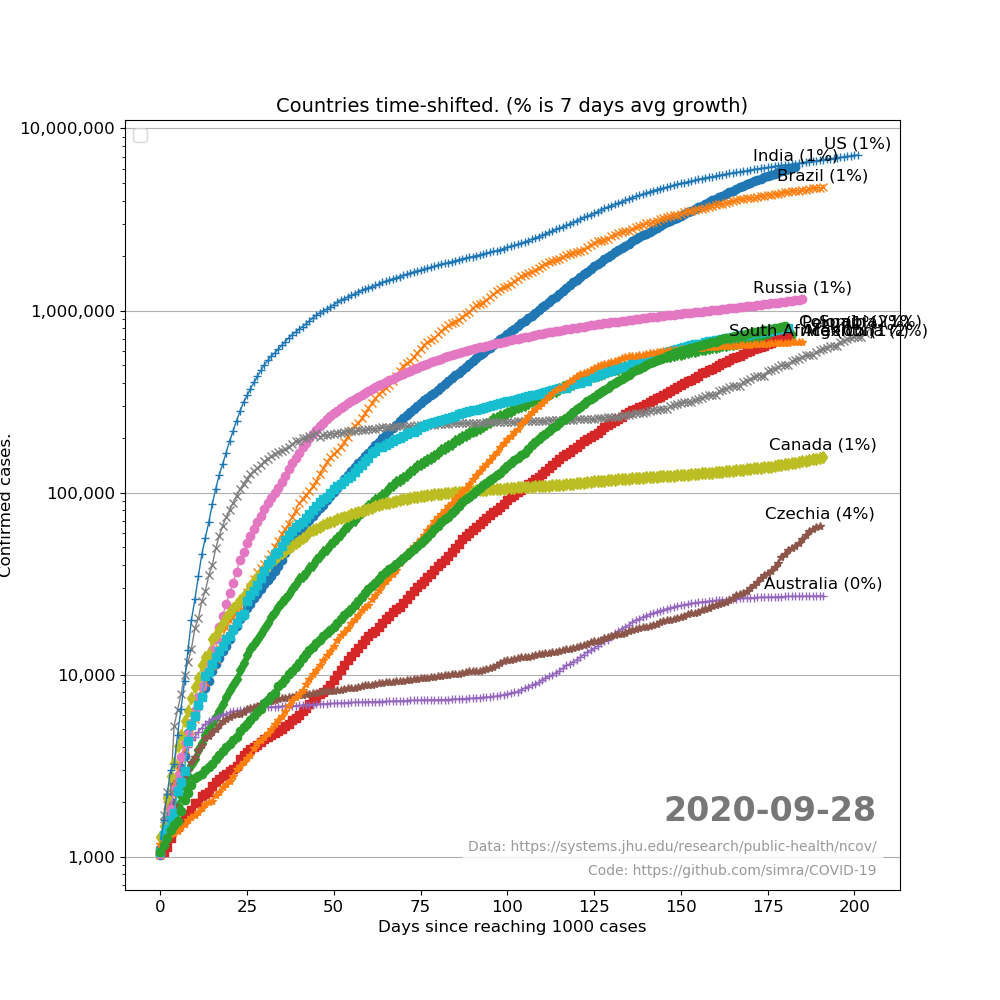 Countries time-shifted. (% is 7 days avg growth)
10,000,000
1,000,000
100,000
10,000
1,000
Confirmed cases.
US (1%)
India (1%)
Brazil (1%)
Russia (1%)
South
Canada (1%)
Czechia (4%)
Australia (0%)
2020-09-28
Data: https://systems.jhu.edu/research/public-health/ncov/
Code: https://github.com/simra/COVID-19
0 25 50 75 100 125 150 175 200
Days since reaching 1000 cases